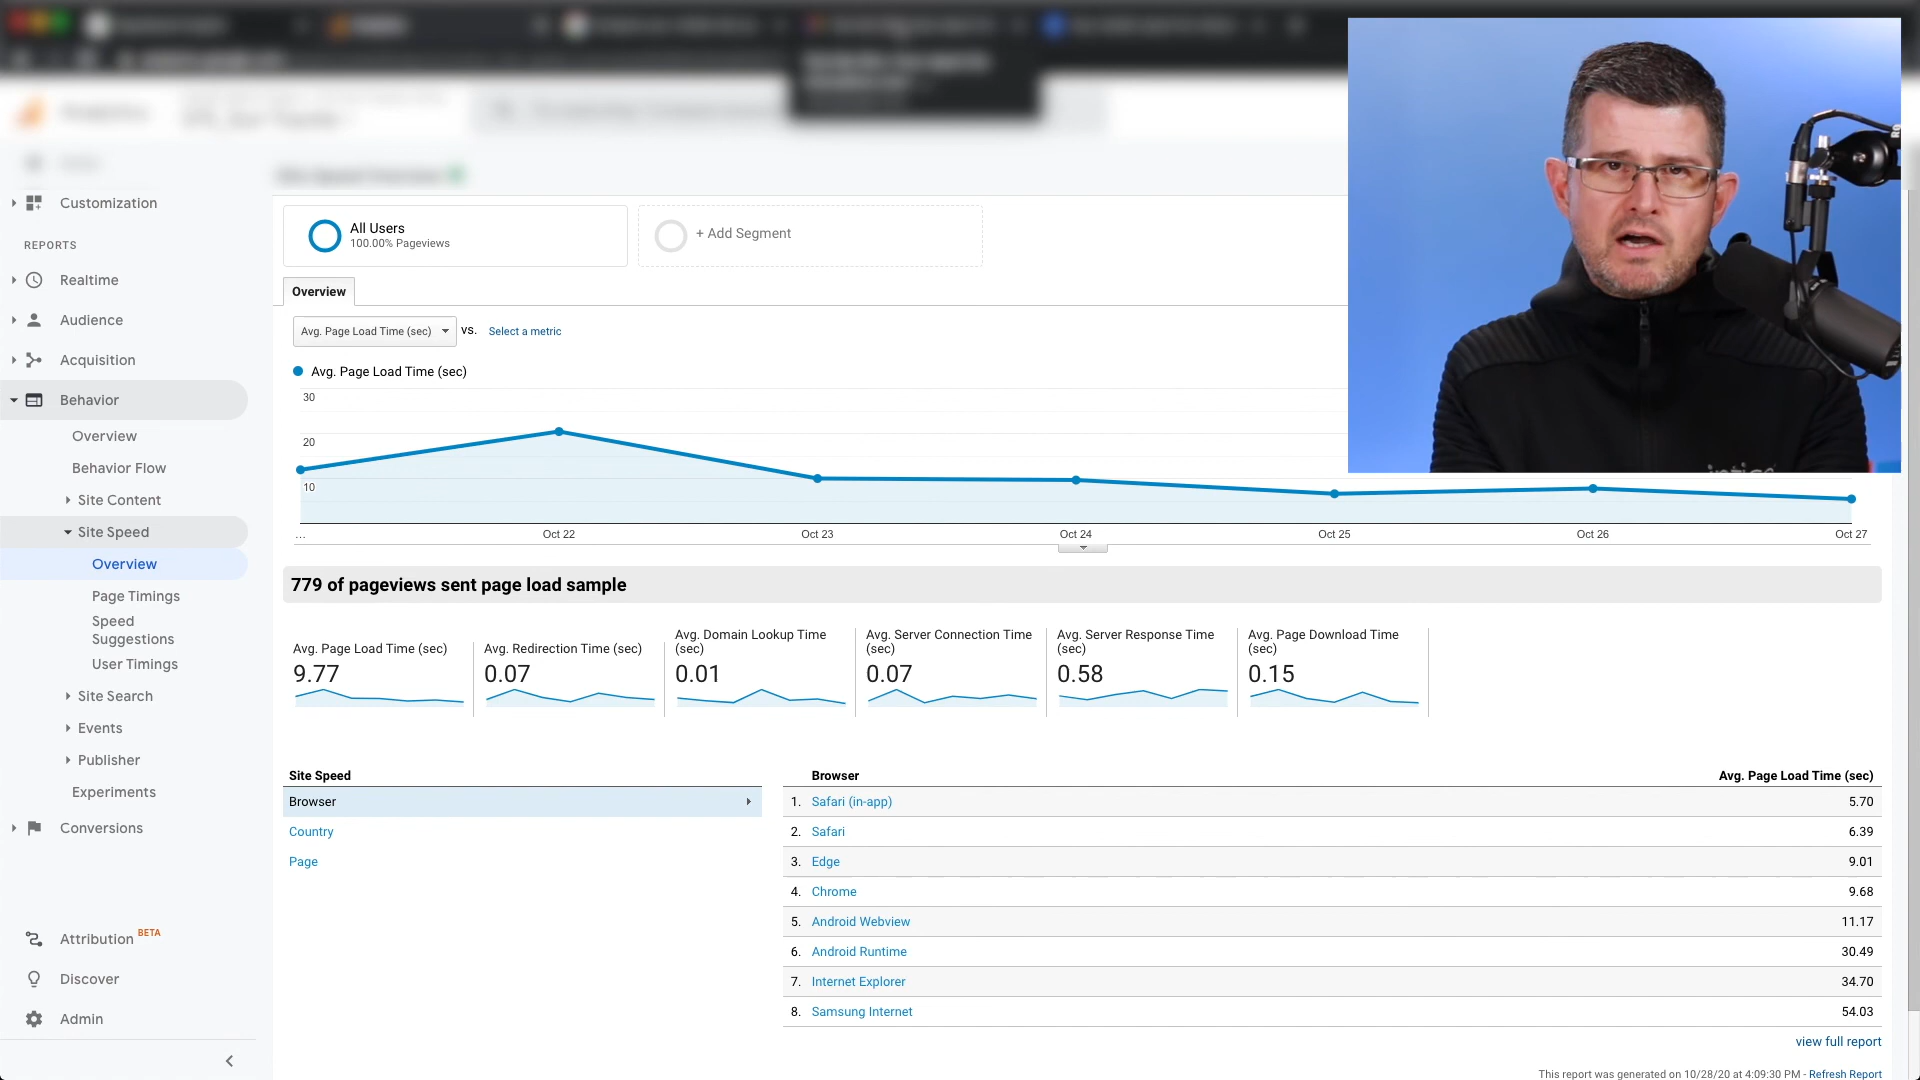 Customization
REPORTS
Realtime
Audience
Acquisition
Behavior
Overview
Behavior Flow
Site Content
Site Speed
Overview
Page Timings
Speed
Suggestions
User Timings
Site Search
Events
Publisher
Experiments
Conversions
Attribution BETA
Discover
Admin
All Users
100.00% Pageviews
+ Add Segment
Overview
Avg. Page Load Time (sec) vs. Select a metric
Avg. Page Load Time (sec)
30
20
10
... Oct 22 Oct 23 Oct 24 Oct 25 Oct 26 Oct 27
779 of pageviews sent page load sample
Avg. Page Load Time (sec)
9.77
Avg. Redirection Time (sec)
0.07
Avg. Domain Lookup Time
(sec)
0.01
Avg. Server Connection Time
(sec)
0.07
Avg. Server Response Time
(sec)
0.58
Avg. Page Download Time
(sec)
0.15
Site Speed
Browser
Country
Page
Browser Avg. Page Load Time (sec)
1. Safari (in-app) 5.70
2. Safari 6.39
3. Edge 9.01
4. Chrome 9.68
5. Android Webview 11.17
6. Android Runtime 30.49
7. Internet Explorer 34.70
8. Samsung Internet 54.03
view full report
This report was generated on 10/28/20 at 4:09:30 PM - Refresh Report